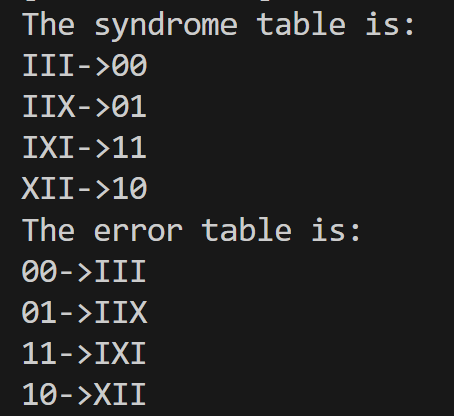 The syndrome table is:
III->00
IIX->01
IXI->11
XII->10
The error table is:
00->III
01->IIX
11->IXI
10->XII